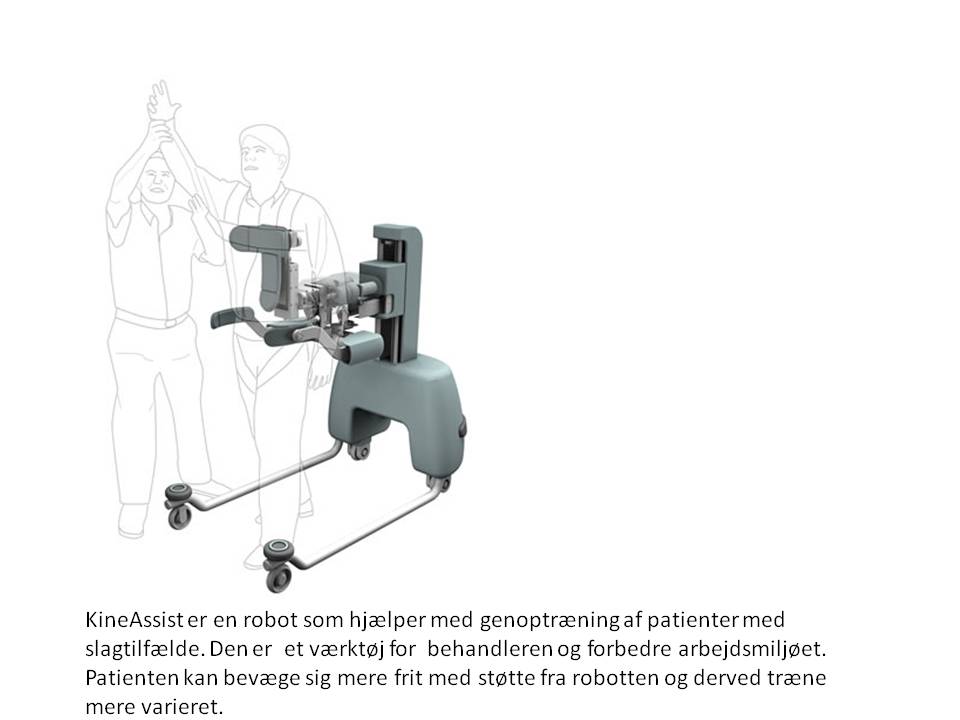 KineAssist er en robot som hjælper med genoptræning af patienter med
slagtilfælde. Den er et værktøj for behandleren og forbedre arbejdsmiljøet.
Patienten kan bevæge sig mere frit med støtte fra robotten og derved træne
mere varieret.